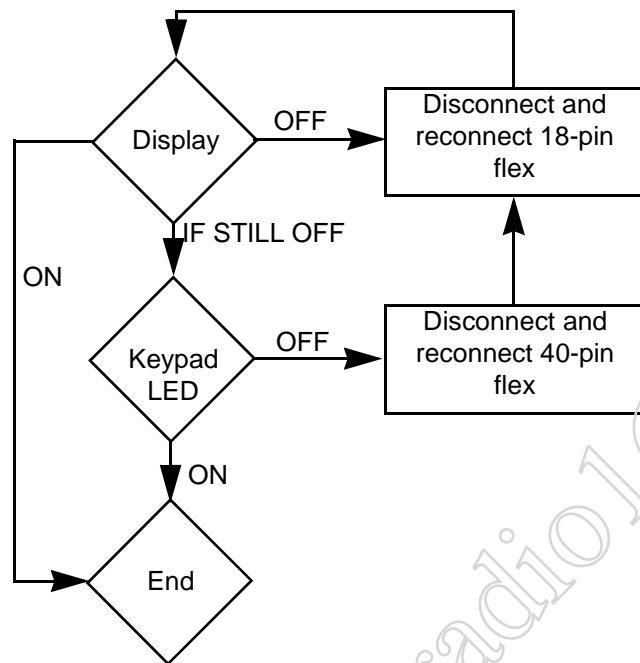 Display
OFF
Disconnect and
reconnect 18-pin
flex
IF STILL OFF
ON
Keypad
LED
OFF
Disconnect and
reconnect 40-pin
flex
ON
End